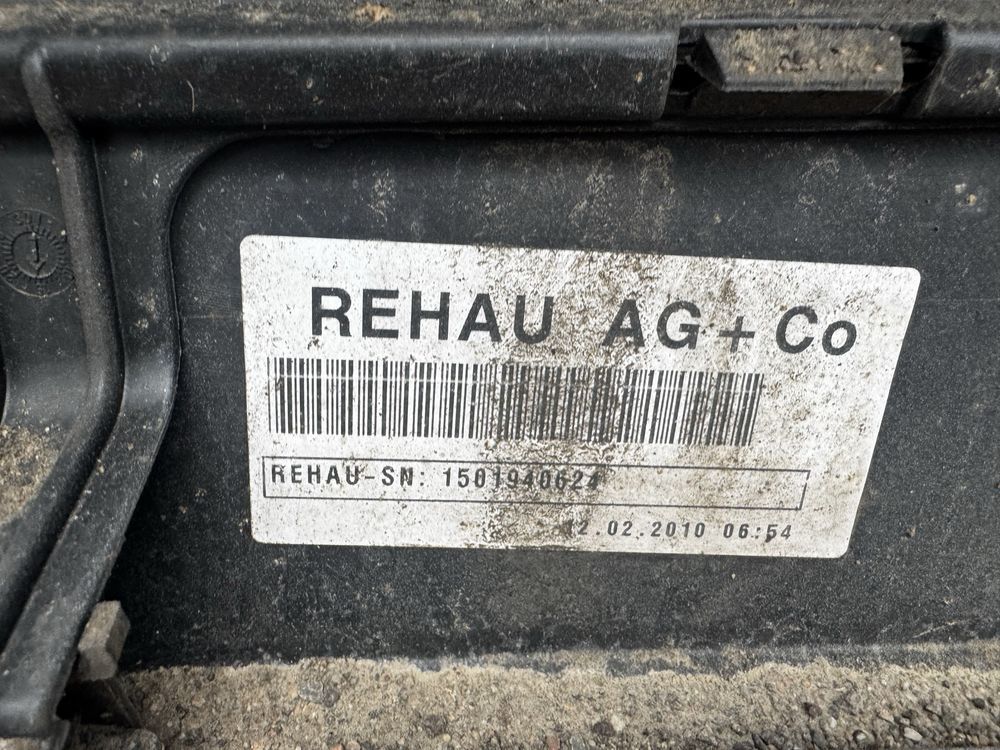 REHAU AG + Co
REHAU-SN: 1501940624
12.02.2010 06:54